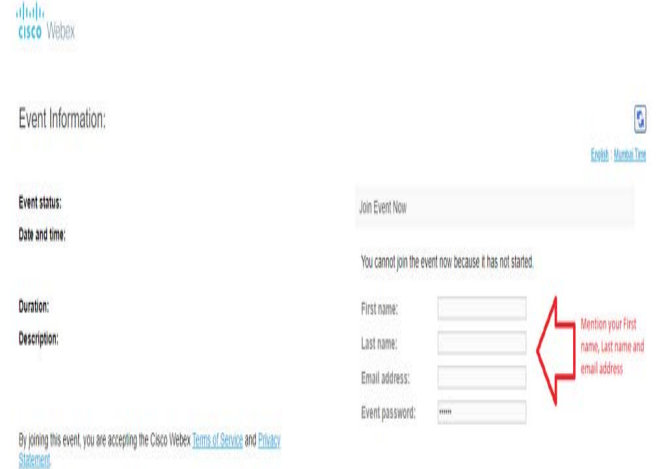 CISCO Webex
Event Information:
English : Mumbai Time
Event status:
Date and time:
Duration:
Description:
By joining this event, you are accepting the Cisco Webex Terms of Service and Privacy
Statement.
Join Event Now
You cannot join the event now because it has not started.
First name:
Last name:
Email address:
Event password:
••••••
Mention your First
name, Last name and
email address